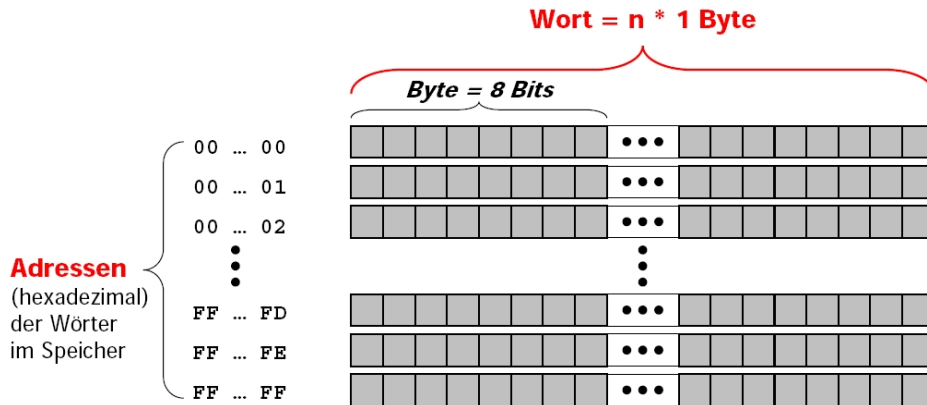 Wort = n * 1 Byte
Byte = 8 Bits
00 ... 00
00 ... 01
00 ... 02
Adressen
(hexadezimal)
der Wörter
im Speicher
FF ... FD
FF ... FE
FF ... FF